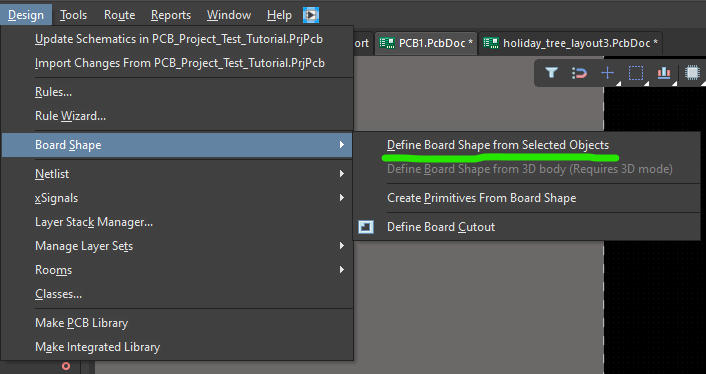 Design Tools Route Reports Window Help
ort PCB1.PcbDoc * holiday_tree_layout3.PcbDoc *
Update Schematics in PCB_Project_Test_Tutorial.PrjPcb
Import Changes From PCB_Project_Test_Tutorial.PrjPcb
Rules...
Rule Wizard...
Board Shape
Define Board Shape from Selected Objects
Define Board Shape from 3D body (Requires 3D mode)
Create Primitives From Board Shape
Define Board Cutout
Netlist
xSignals
Layer Stack Manager...
Manage Layer Sets
Rooms
Classes...
Make PCB Library
Make Integrated Library